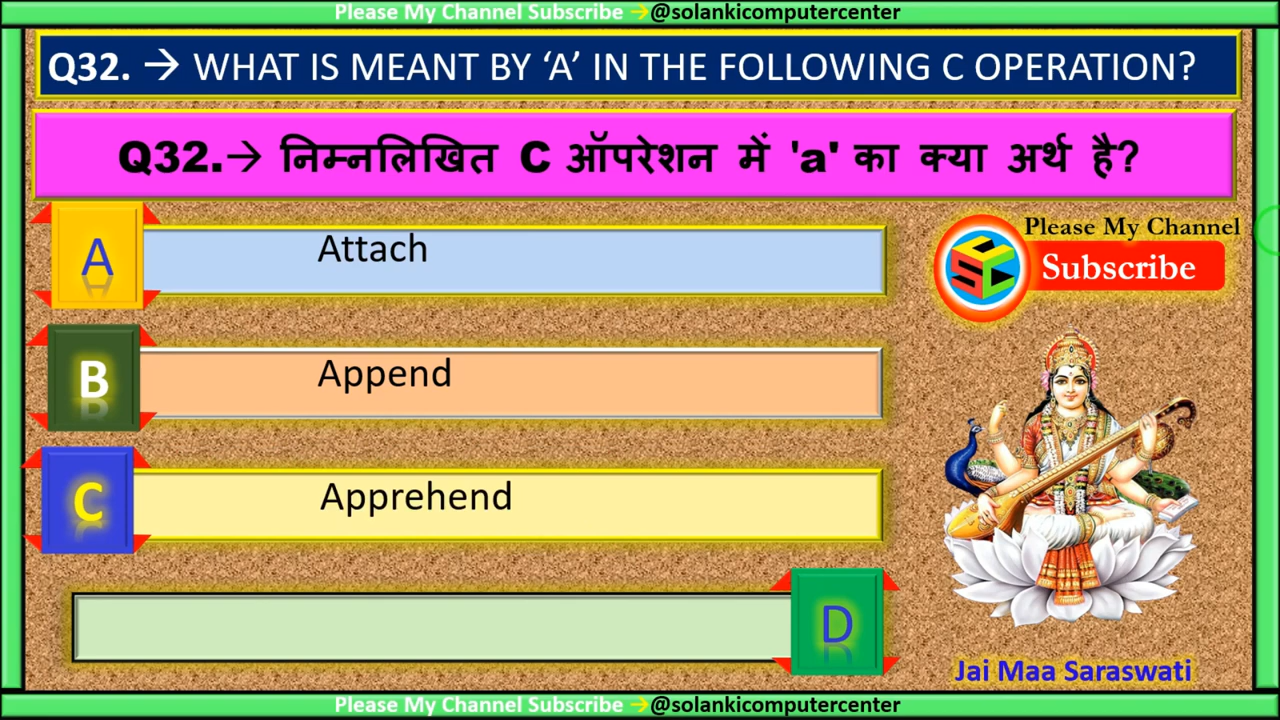 Please My Channel Subscribe →@solankicomputercenter
Q32. → WHAT IS MEANT BY ‘A’ IN THE FOLLOWING C OPERATION?
Q32.→ निम्नलिखित C ऑपरेशन में 'a' का क्या अर्थ है?
A Attach
Please My Channel
Subscribe
SCC
B Append
C Apprehend
D
Jai Maa Saraswati
Please My Channel Subscribe →@solankicomputercenter